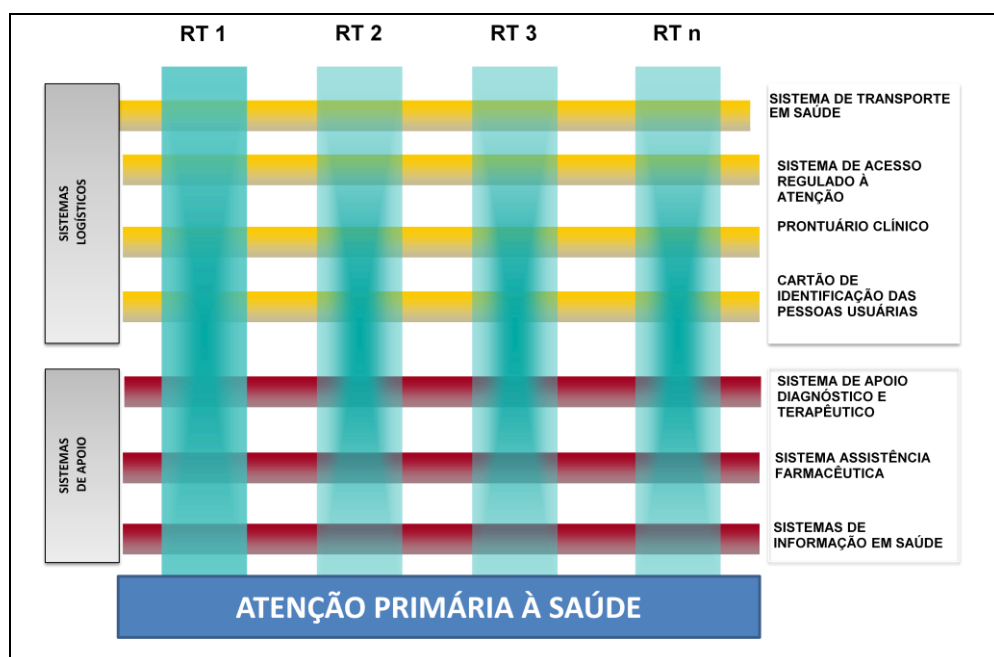 RT 1
RT 2
RT 3
RT n
SISTEMAS
LOGÍSTICOS
SISTEMA DE TRANSPORTE
EM SAÚDE
SISTEMA DE ACESSO
REGULADO À
ATENÇÃO
PRONTUÁRIO CLÍNICO
CARTÃO DE
IDENTIFICAÇÃO DAS
PESSOAS USUÁRIAS
SISTEMAS
DE APOIO
SISTEMA DE APOIO
DIAGNÓSTICO E
TERAPÊUTICO
SISTEMA ASSISTÊNCIA
FARMACÊUTICA
SISTEMAS DE
INFORMAÇÃO EM SAÚDE
ATENÇÃO PRIMÁRIA À SAÚDE